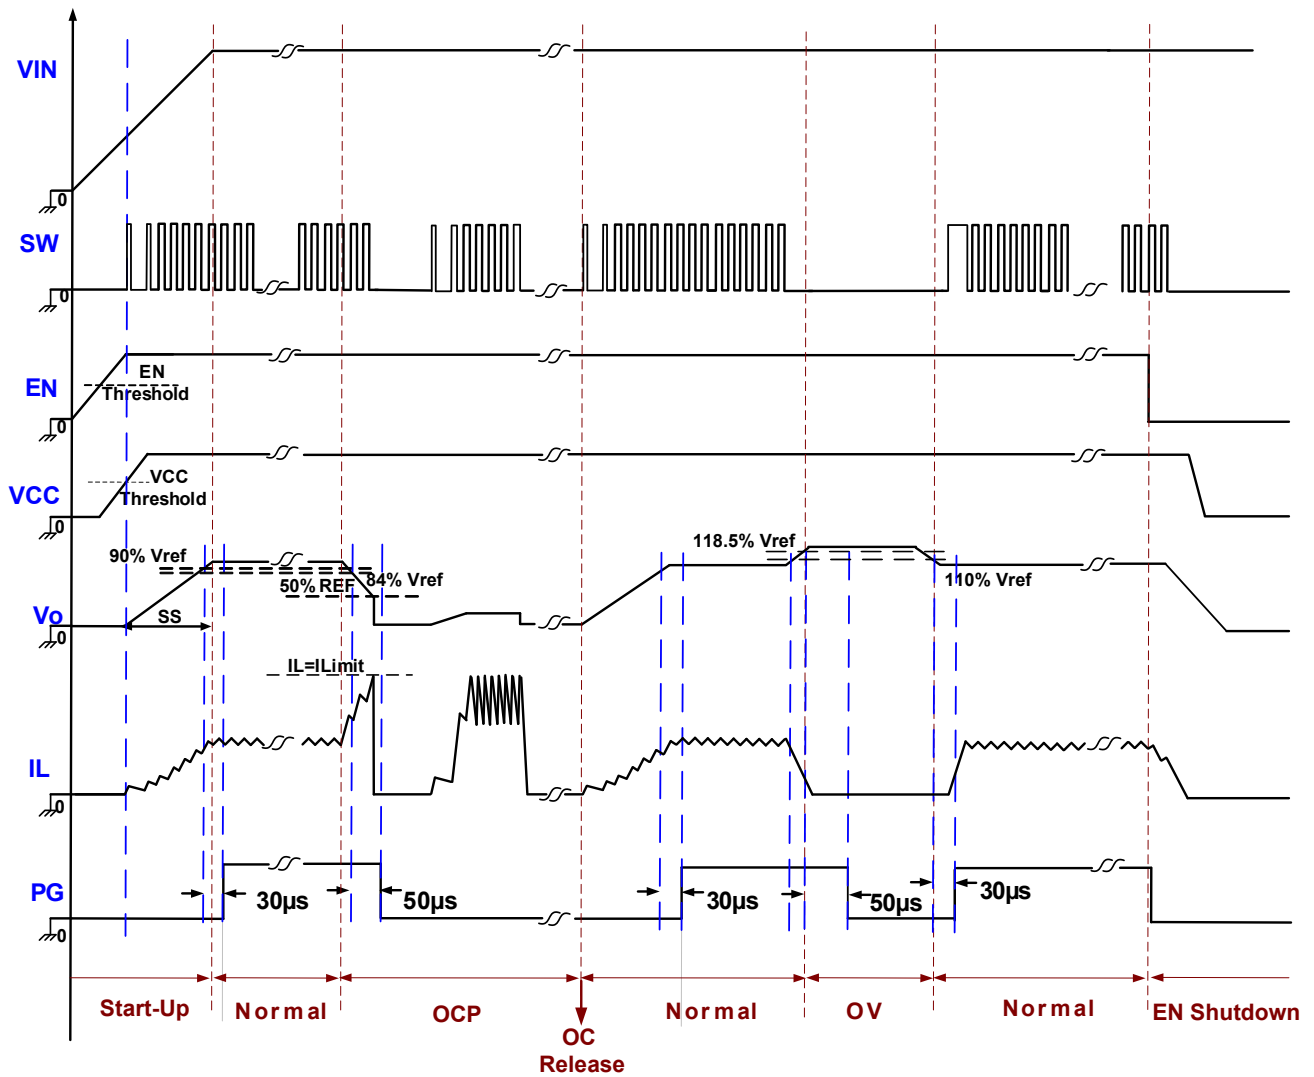 VIN
0
SW
0
EN
EN
Threshold
0
VCC
VCC
Threshold
0
90% Vref
50% REF
84% Vref
118.5% Vref
110% Vref
Vo
SS
0
IL=ILimit
IL
0
PG
30µs
50µs
30µs
50µs
30µs
0
Start-Up
Normal
OCP
OC
Release
Normal
OV
Normal
EN Shutdown